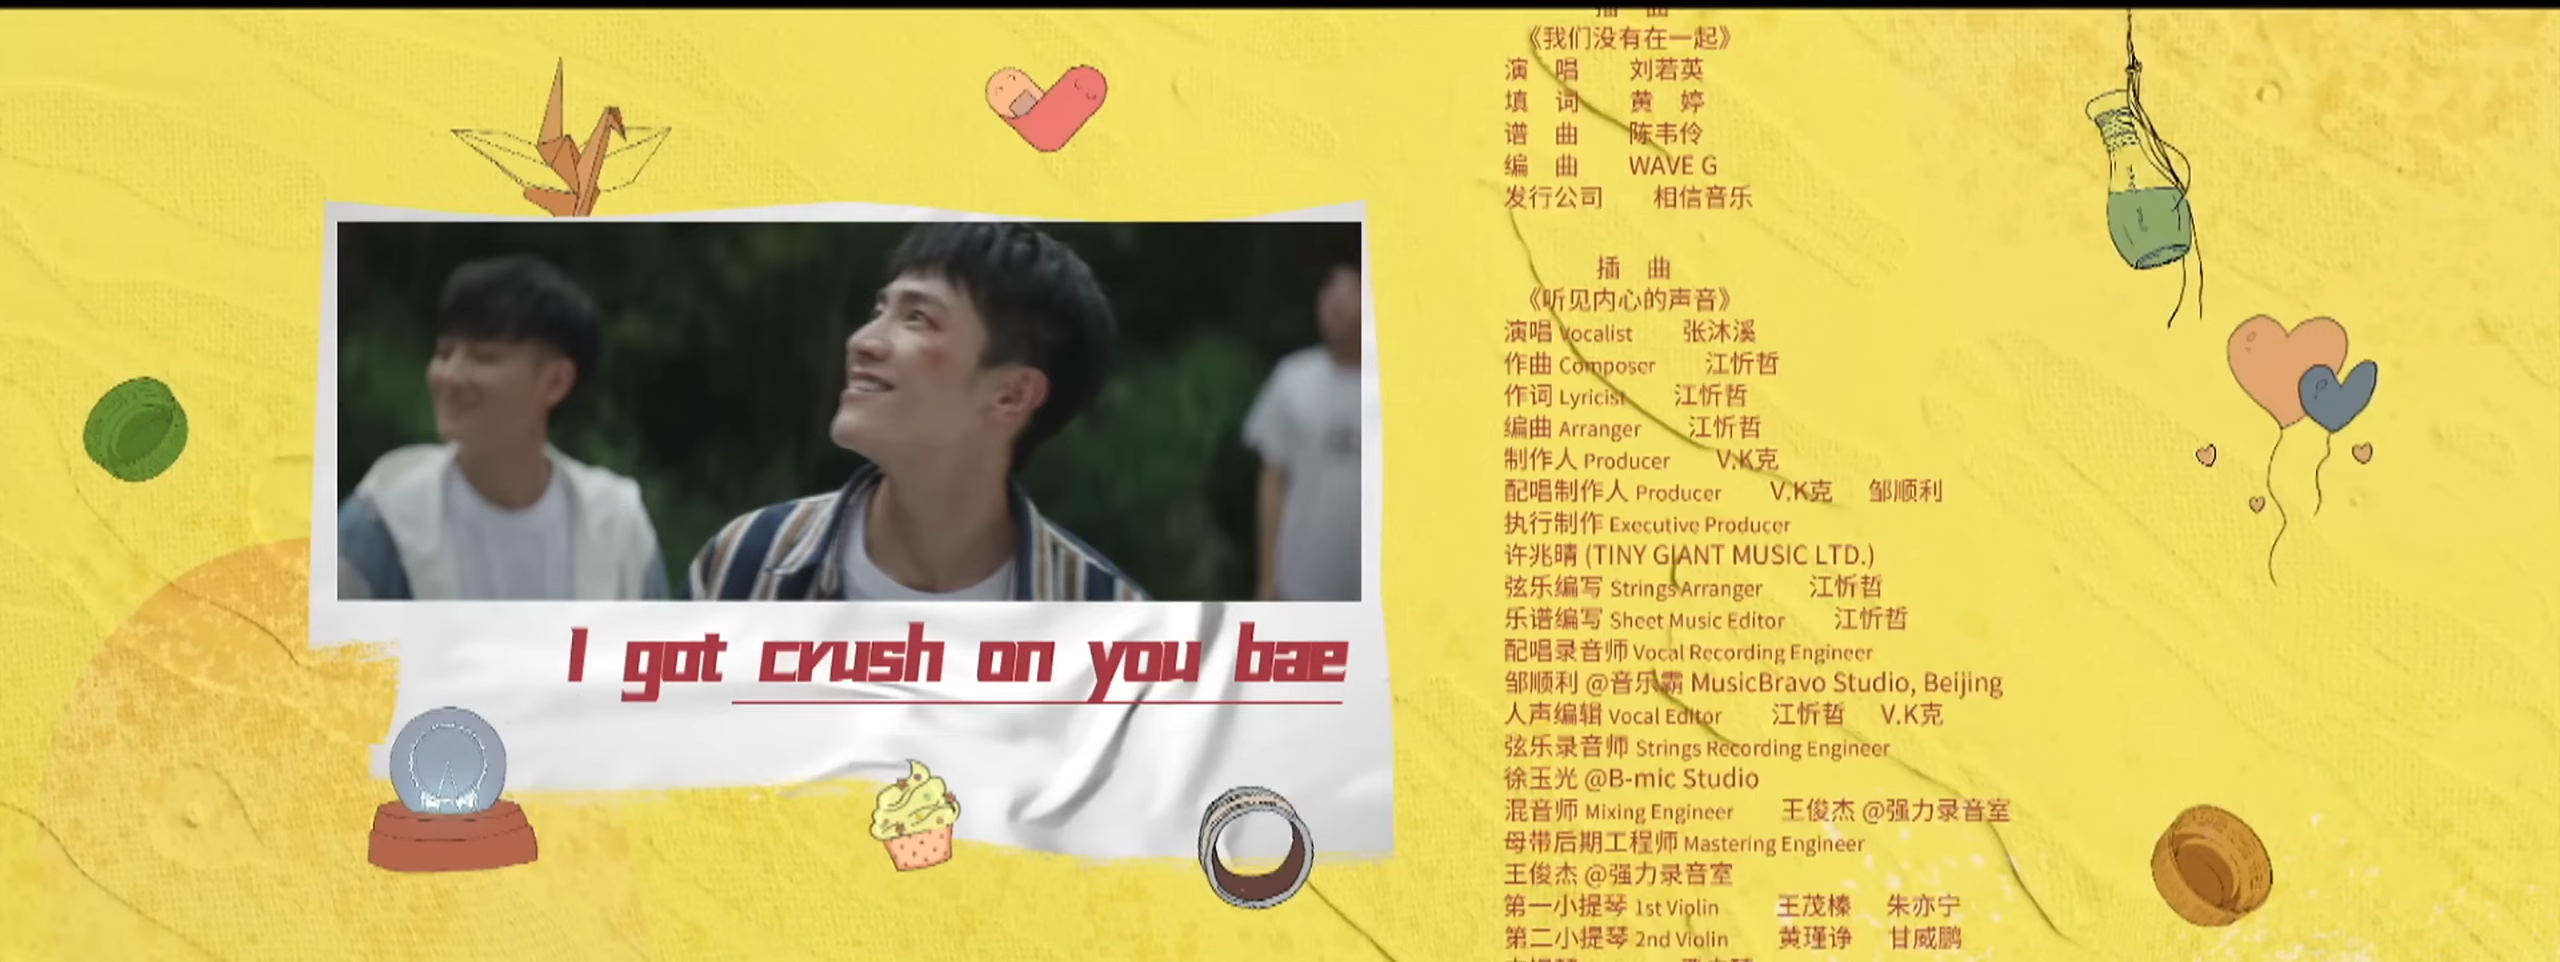 I got crush on you bae
插 曲
《我们没有在一起》
演 唱 刘若英
填 词 黄 婷
谱 曲 陈韦伶
编 曲 WAVE G
发行公司 相信音乐
插 曲
《听见内心的声音》
演唱 Vocalist 张沐溪
作曲 Composer 江忻哲
作词 Lyricist 江忻哲
编曲 Arranger 江忻哲
制作人 Producer V.K克
配唱制作人 Producer V.K克 邹顺利
执行制作 Executive Producer
许兆晴 (TINY GIANT MUSIC LTD.)
弦乐编写 Strings Arranger 江忻哲
乐谱编写 Sheet Music Editor 江忻哲
配唱录音师 Vocal Recording Engineer
邹顺利 @音乐霸 MusicBravo Studio, Beijing
人声编辑 Vocal Editor 江忻哲 V.K克
弦乐录音师 Strings Recording Engineer
徐玉光 @B-mic Studio
混音师 Mixing Engineer 王俊杰 @强力录音室
母带后期工程师 Mastering Engineer
王俊杰 @强力录音室
第一小提琴 1st Violin 王茂榛 朱亦宁
第二小提琴 2nd Violin 黄瑾诤 甘威鹏